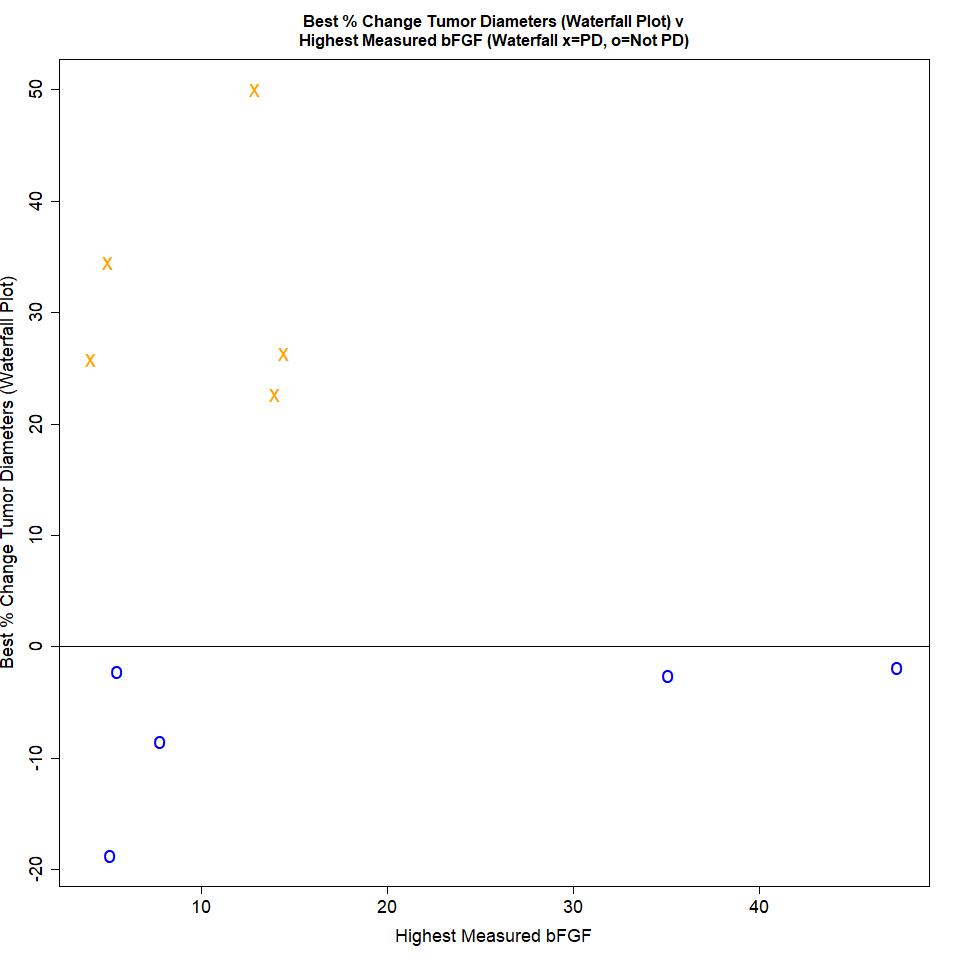 Best % Change Tumor Diameters (Waterfall Plot) v
Highest Measured bFGF (Waterfall x=PD, o=Not PD)
Best % Change Tumor Diameters (Waterfall Plot)
50
40
30
20
10
0
-10
-20
X
X
X
X
X
O
O
O
O
O
10
20
30
40
Highest Measured bFGF